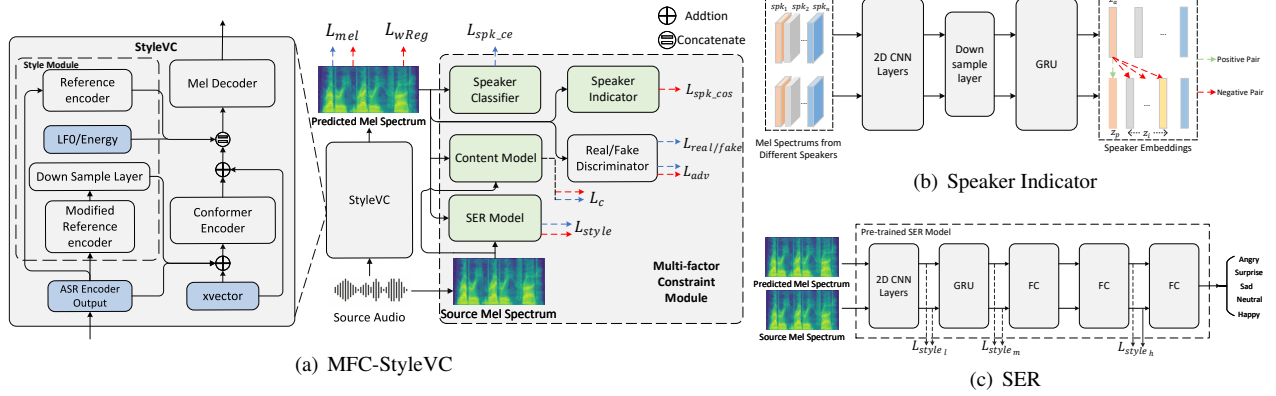 StyleVC
Style Module
Reference
encoder
LF0/Energy
Down Sample Layer
Modified
Reference
encoder
ASR Encoder
Output
Mel Decoder
Conformer
Encoder
xvector
Addtion
Concatenate
L_mel
L_wReg
Predicted Mel Spectrum
StyleVC
Source Audio
L_spk_ce
Speaker
Classifier
Speaker
Indicator
L_spk_cos
Content Model
Real/Fake
Discriminator
L_real/fake
L_adv
L_c
SER Model
L_style
Source Mel Spectrum
Multi-factor
Constraint
Module
(a) MFC-StyleVC
spk_1 spk_2 spk_n
...
...
Mel Spectrums from
Different Speakers
2D CNN
Layers
Down
sample
layer
GRU
z_a
...
z_p
z_i
...
Speaker Embeddings
Positive Pair
Negative Pair
(b) Speaker Indicator
Pre-trained SER Model
Predicted Mel Spectrum
Source Mel Spectrum
2D CNN
Layers
GRU
FC
FC
FC
L_style_l
L_style_m
L_style_h
Angry
Surprise
Sad
Neutral
Happy
(c) SER